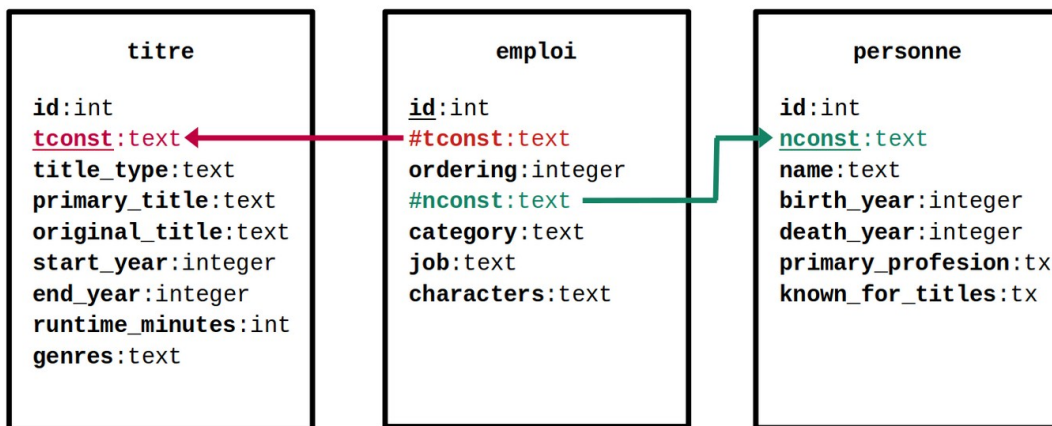 titre
id:int
tconst:text
title_type:text
primary_title:text
original_title:text
start_year:integer
end_year:integer
runtime_minutes:int
genres:text
emploi
id:int
#tconst:text
ordering:integer
#nconst:text
category:text
job:text
characters:text
personne
id:int
nconst:text
name:text
birth_year:integer
death_year:integer
primary_profesion:tx
known_for_titles:tx